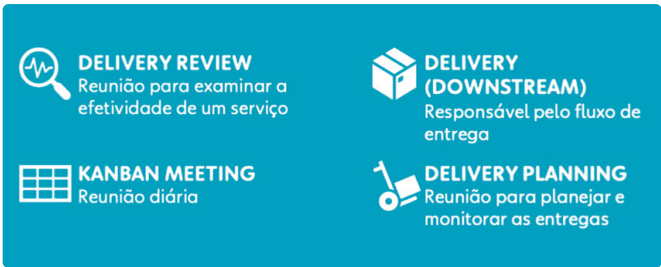 DELIVERY REVIEW
Reunião para examinar a
efetividade de um serviço
DELIVERY
(DOWNSTREAM)
Responsável pelo fluxo de
entrega
KANBAN MEETING
Reunião diária
DELIVERY PLANNING
Reunião para planejar e
monitorar as entregas